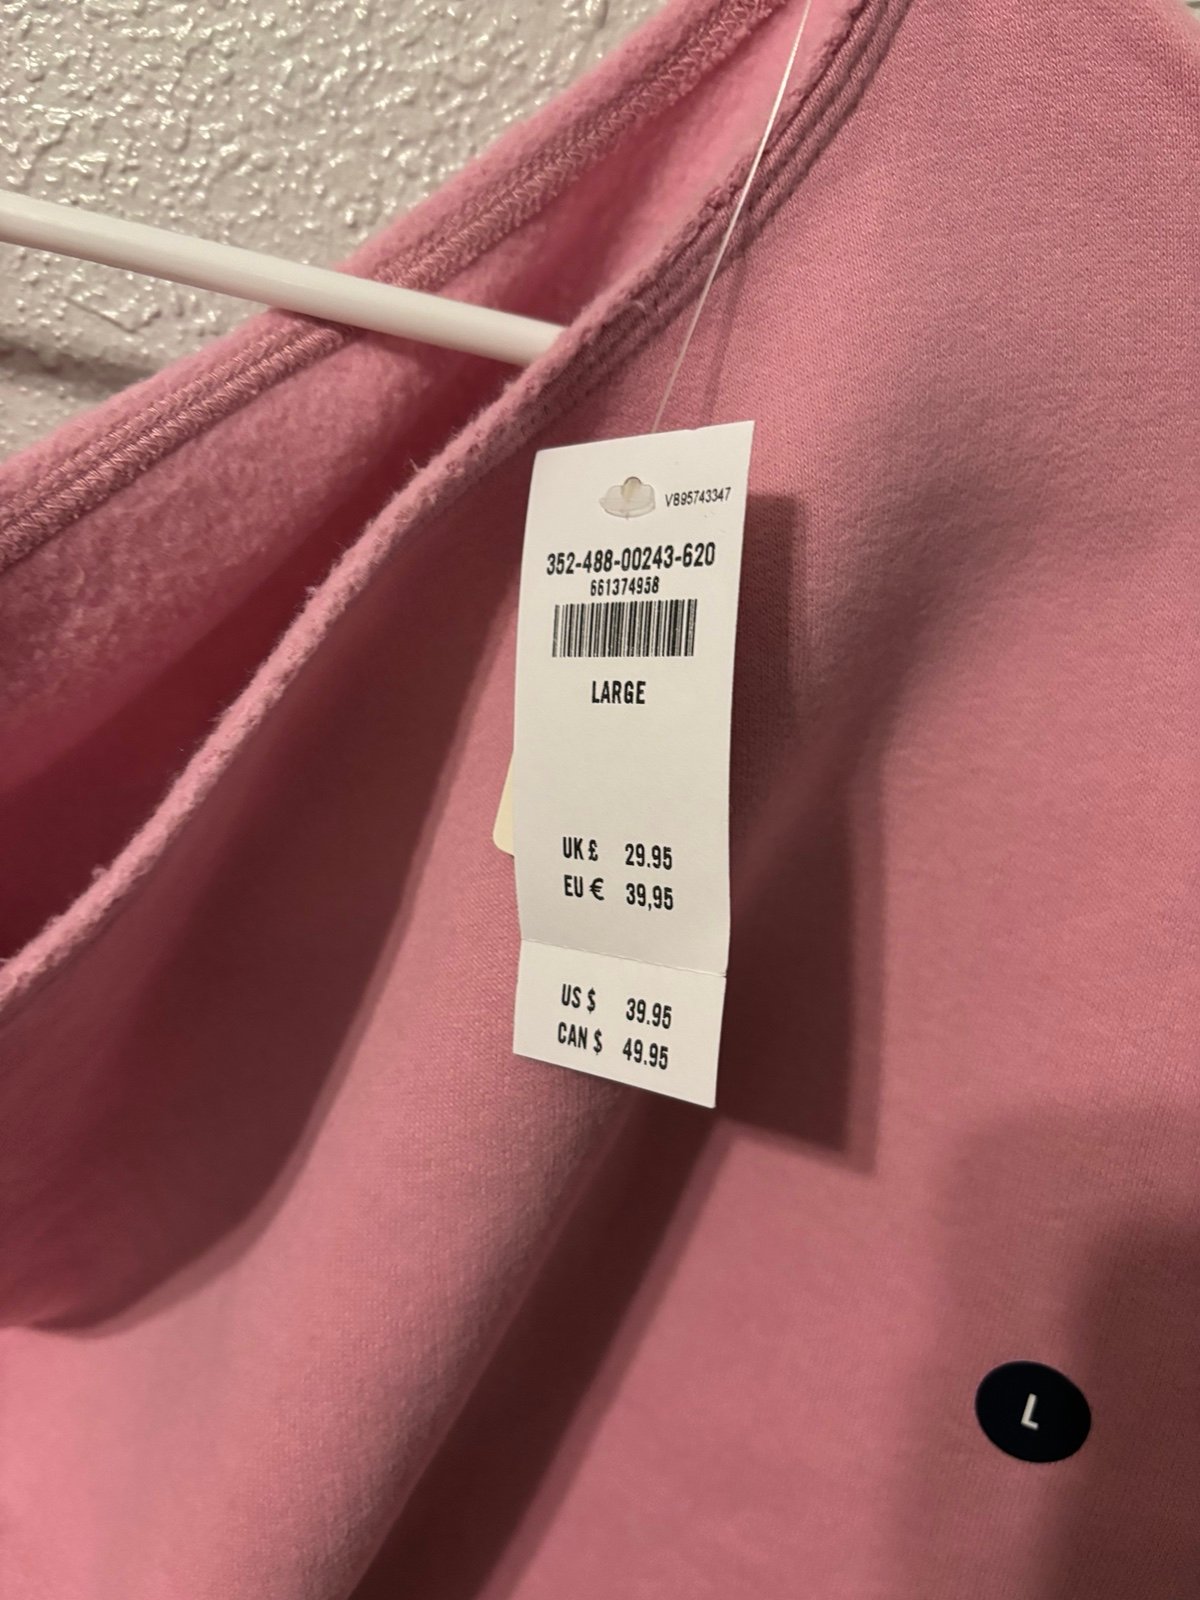 VB95743347
352-488-00243-620
661374958
LARGE
UK £ 29.95
EU € 39,95
US $ 39.95
CAN $ 49.95
L